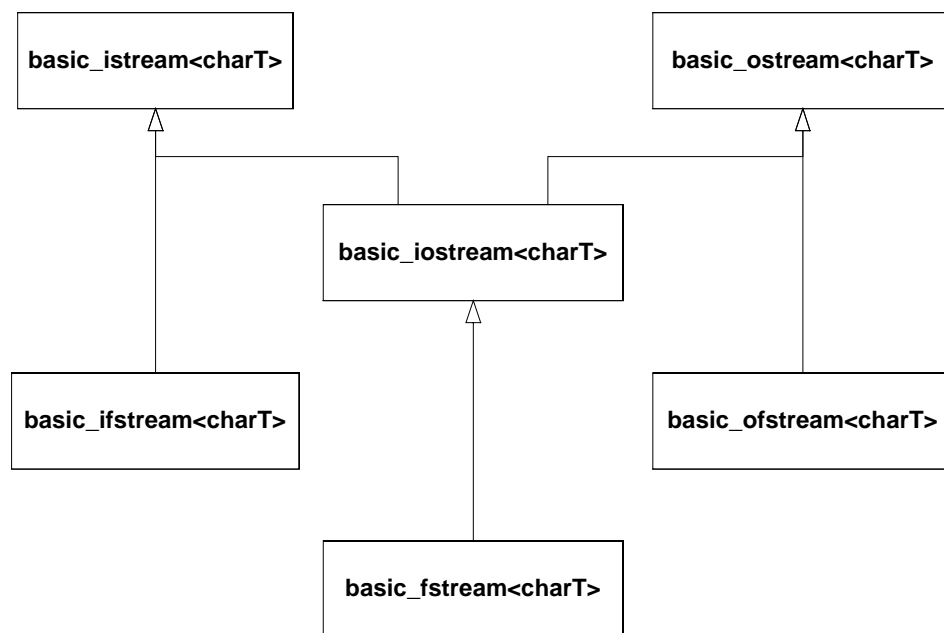 basic_istream<charT>
basic_ostream<charT>
basic_iostream<charT>
basic_ifstream<charT>
basic_ofstream<charT>
basic_fstream<charT>